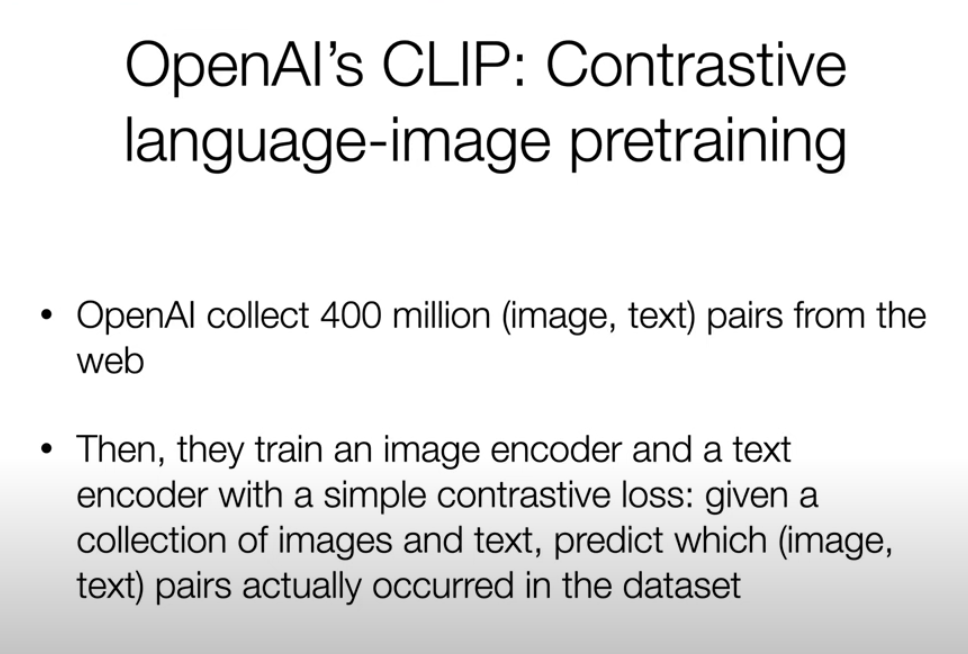 OpenAI's CLIP: Contrastive
language-image pretraining
• OpenAI collect 400 million (image, text) pairs from the
web
• Then, they train an image encoder and a text
encoder with a simple contrastive loss: given a
collection of images and text, predict which (image,
text) pairs actually occurred in the dataset